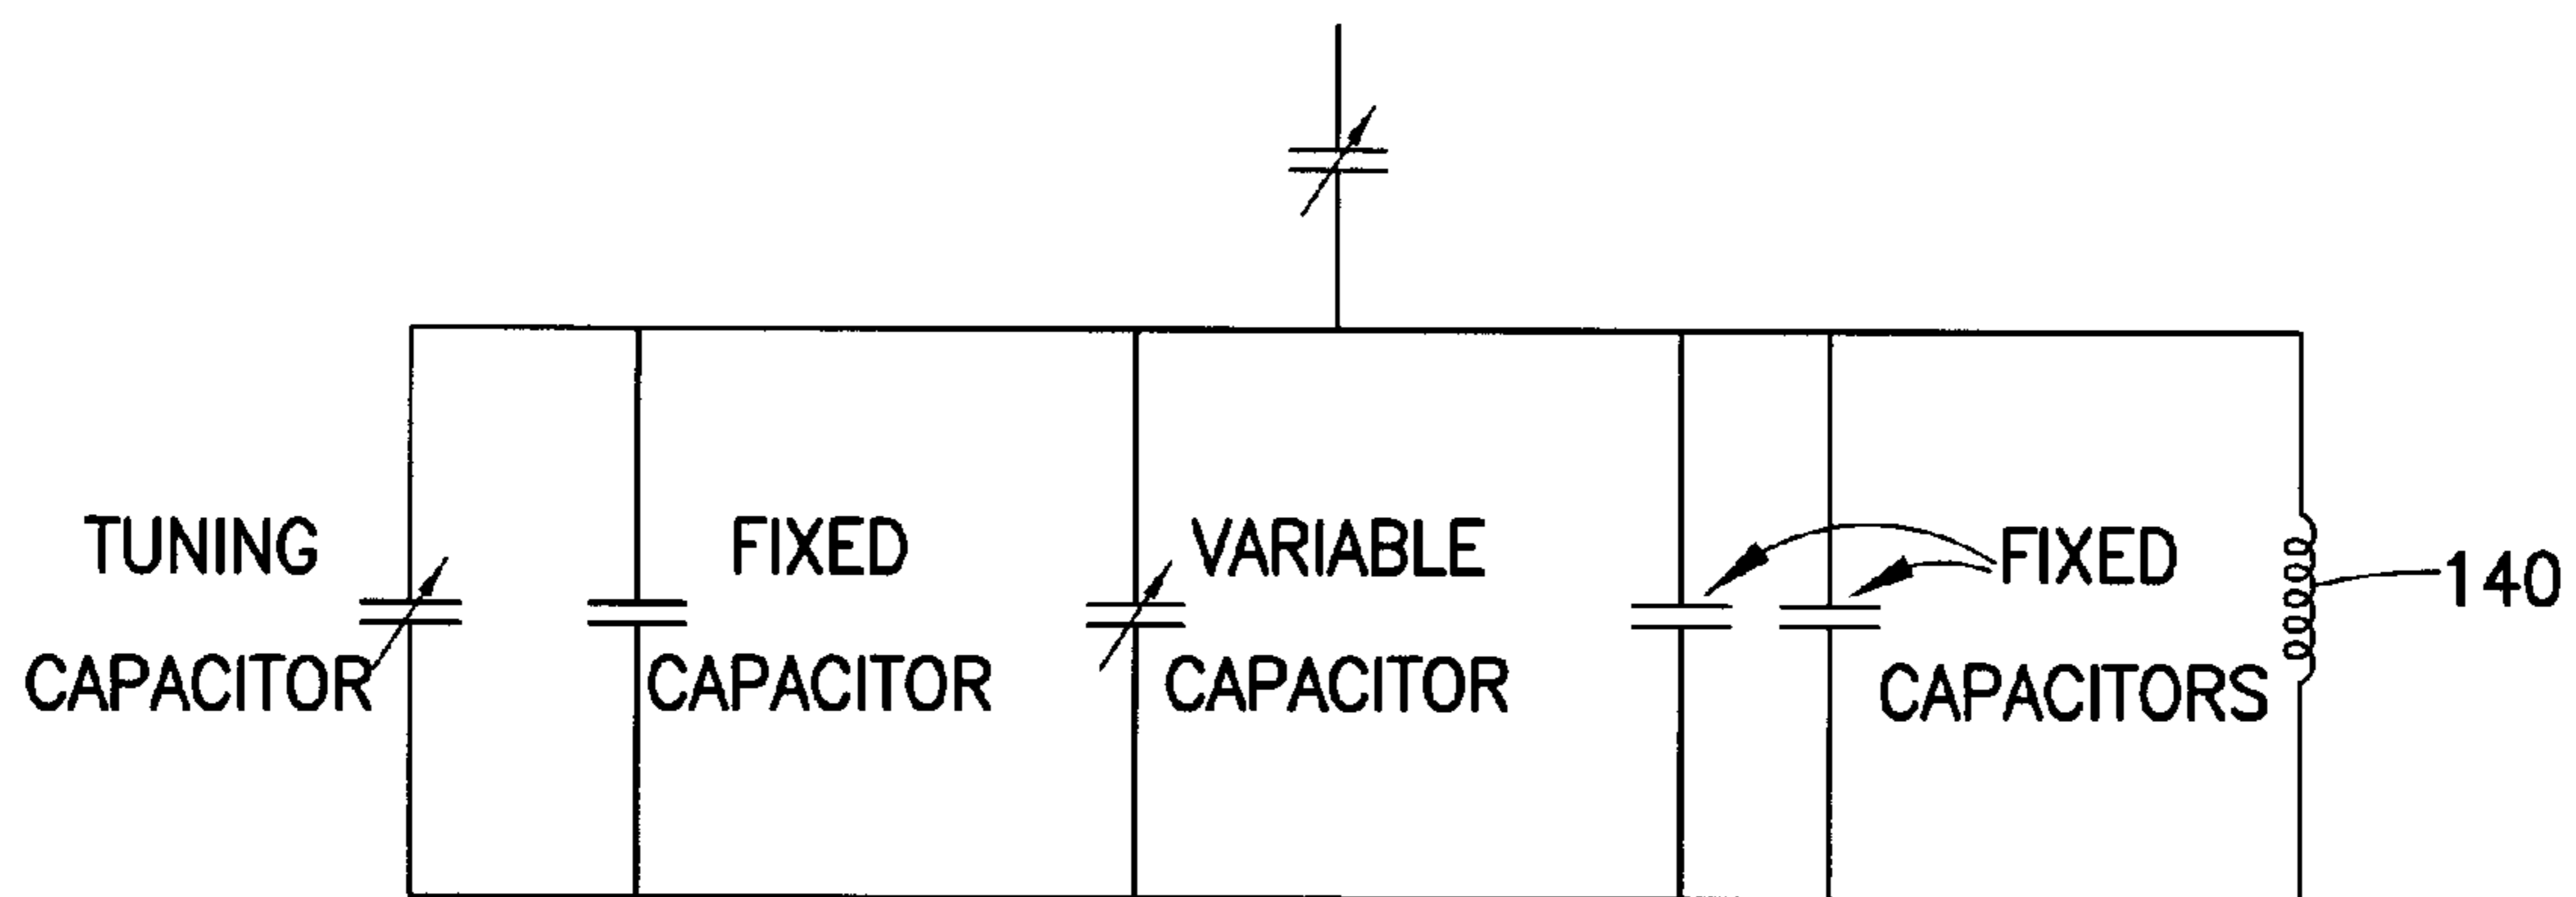 TUNING
CAPACITOR
FIXED
CAPACITOR
VARIABLE
CAPACITOR
FIXED
CAPACITORS
140